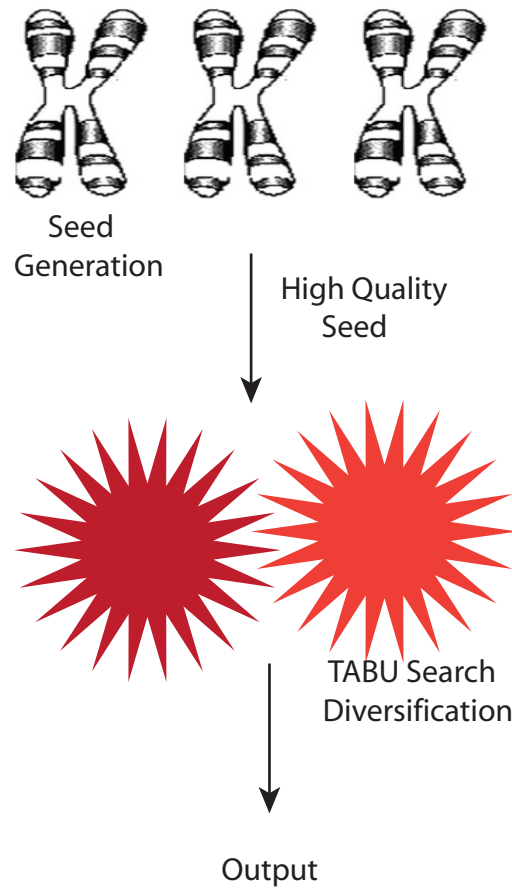 Seed
Generation
High Quality
Seed
TABU Search
Diversification
Output